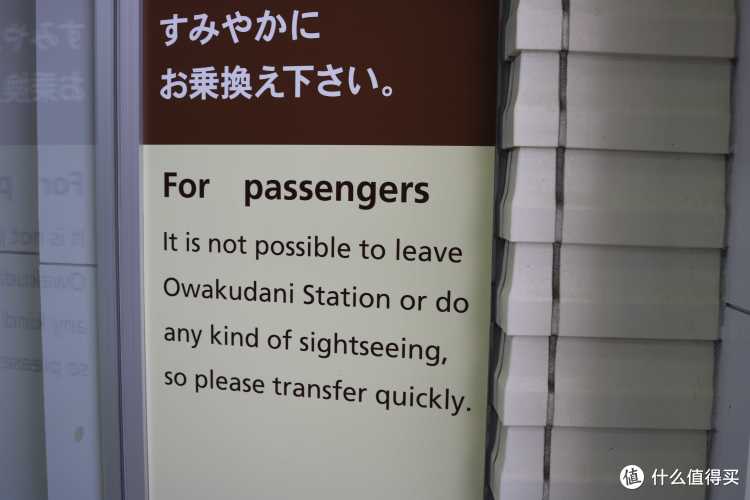 すみやかに
お乗換え下さい。
For passengers
It is not possible to leave
Owakudani Station or do
any kind of sightseeing,
so please transfer quickly.
值 什么值得买